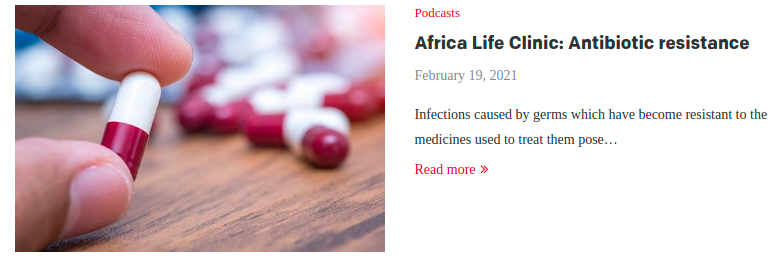 Podcasts
Africa Life Clinic: Antibiotic resistance
February 19, 2021
Infections caused by germs which have become resistant to the
medicines used to treat them pose…
Read more »